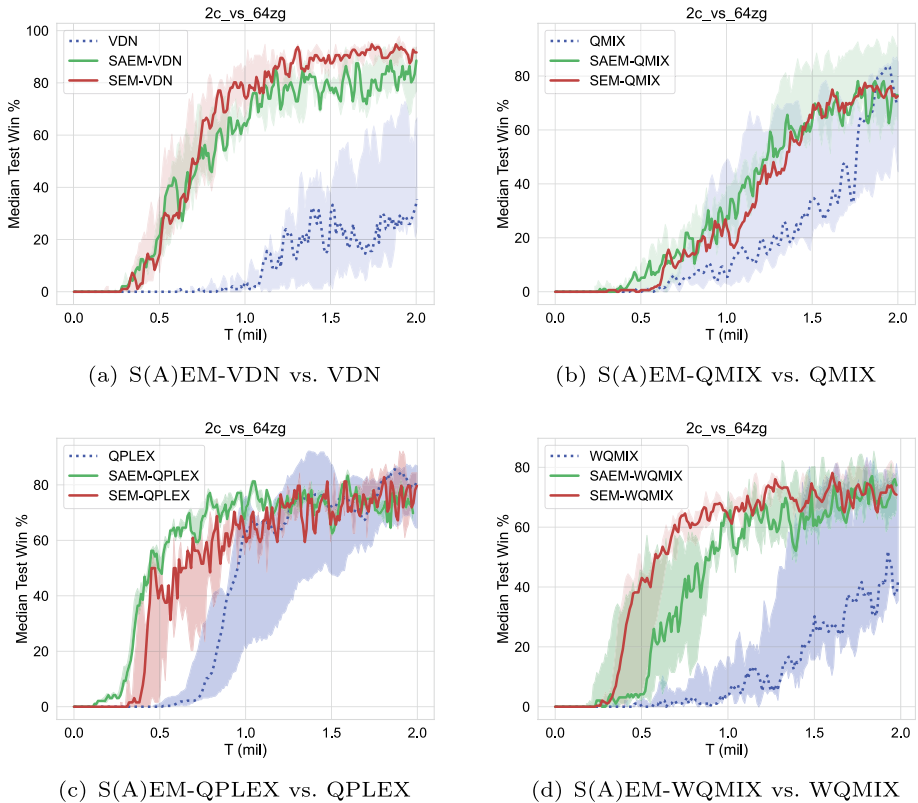 2c_vs_64zg
100
80
60
40
20
0
Median Test Win %
VDN
SAEM-VDN
SEM-VDN
0.0 0.5 1.0 1.5 2.0
T (mil)
(a) S(A)EM-VDN vs. VDN
2c_vs_64zg
80
60
40
20
0
Median Test Win %
QMIX
SAEM-QMIX
SEM-QMIX
0.0 0.5 1.0 1.5 2.0
T (mil)
(b) S(A)EM-QMIX vs. QMIX
2c_vs_64zg
80
60
40
20
0
Median Test Win %
QPLEX
SAEM-QPLEX
SEM-QPLEX
0.0 0.5 1.0 1.5 2.0
T (mil)
(c) S(A)EM-QPLEX vs. QPLEX
2c_vs_64zg
80
60
40
20
0
Median Test Win %
WQMIX
SAEM-WQMIX
SEM-WQMIX
0.0 0.5 1.0 1.5 2.0
T (mil)
(d) S(A)EM-WQMIX vs. WQMIX